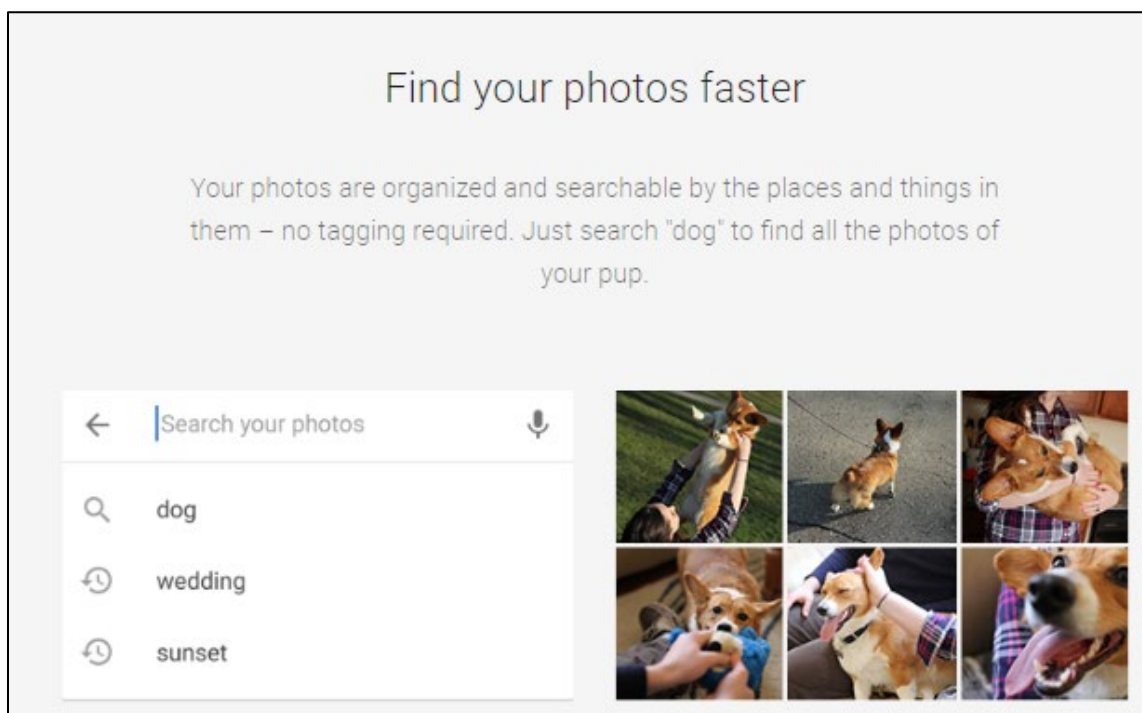 Find your photos faster
Your photos are organized and searchable by the places and things in
them – no tagging required. Just search "dog" to find all the photos of
your pup.
Search your photos
dog
wedding
sunset